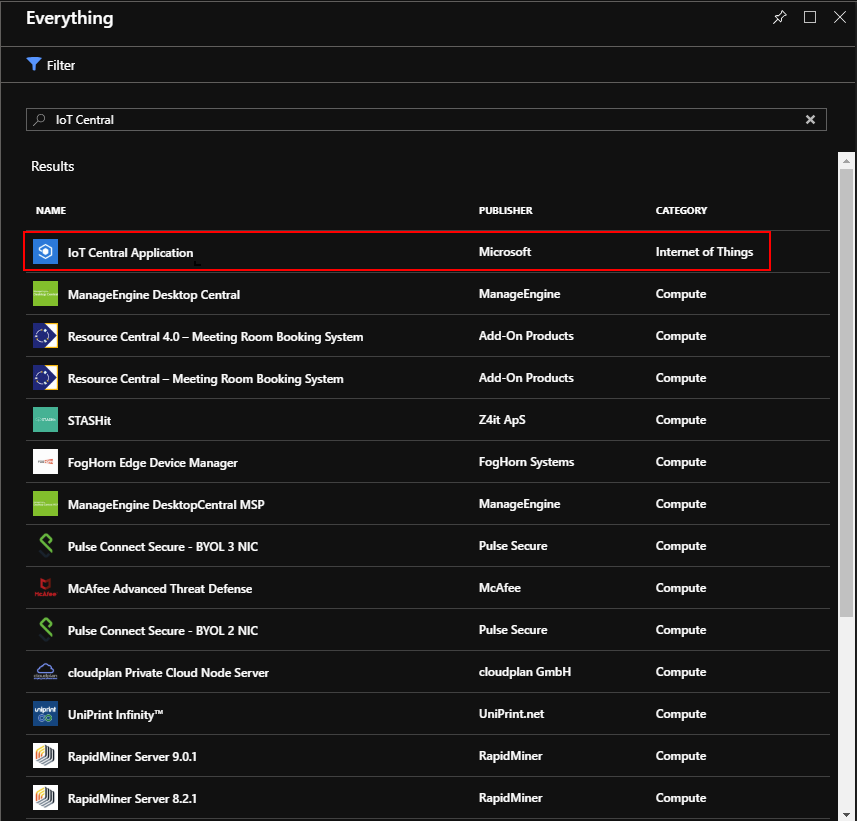 Everything
Filter
IoT Central
Results
NAME PUBLISHER CATEGORY
IoT Central Application Microsoft Internet of Things
ManageEngine Desktop Central ManageEngine Compute
Resource Central 4.0 – Meeting Room Booking System Add-On Products Compute
Resource Central – Meeting Room Booking System Add-On Products Compute
STASHit Z4it ApS Compute
FogHorn Edge Device Manager FogHorn Systems Compute
ManageEngine DesktopCentral MSP ManageEngine Compute
Pulse Connect Secure - BYOL 3 NIC Pulse Secure Compute
McAfee McAfee Advanced Threat Defense McAfee Compute
Pulse Connect Secure - BYOL 2 NIC Pulse Secure Compute
cloudplan cloudplan Private Cloud Node Server cloudplan GmbH Compute
uniprint UniPrint Infinity™ UniPrint.net Compute
RapidMiner Server 9.0.1 RapidMiner Compute
RapidMiner Server 8.2.1 RapidMiner Compute